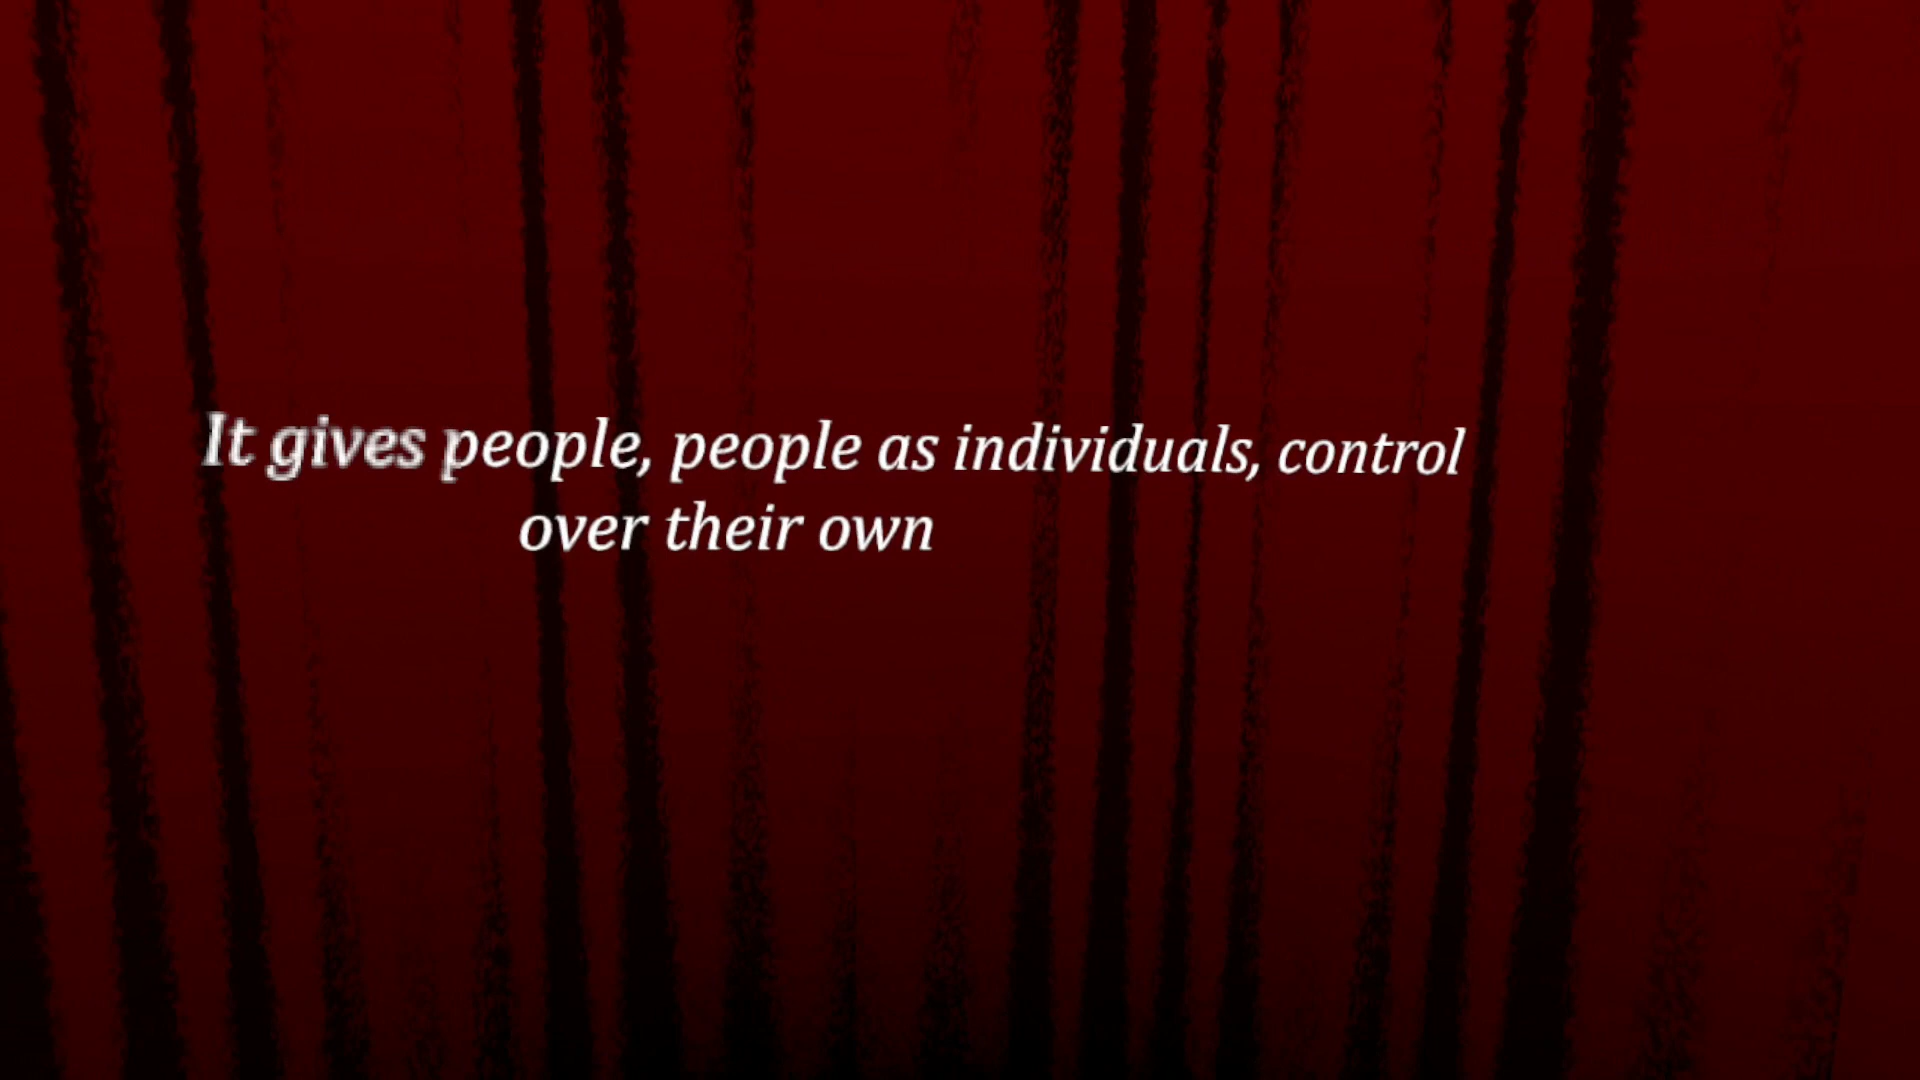 It gives people, people as individuals, control
over their own